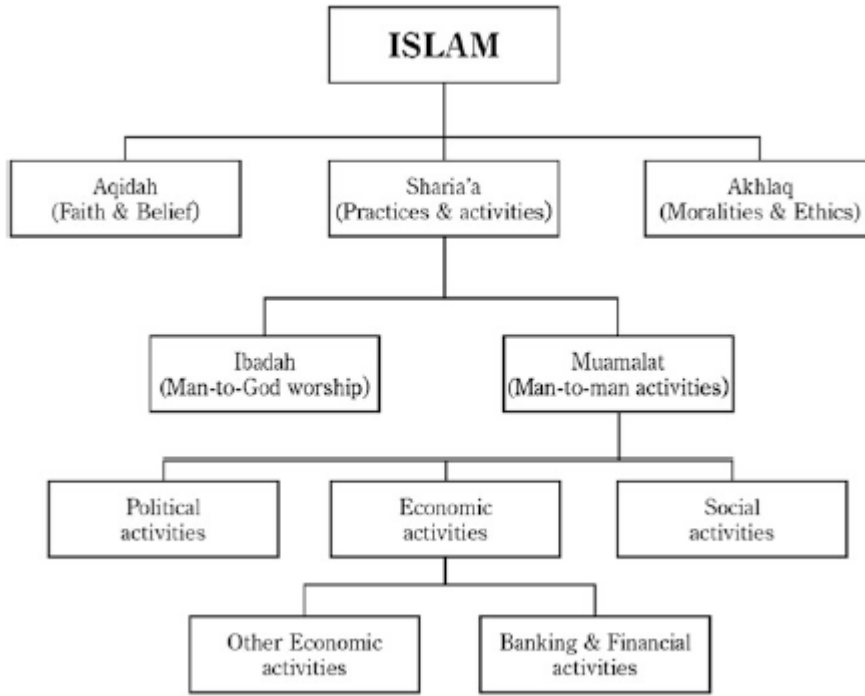 ISLAM
Aqidah
(Faith & Belief)
Sharia'a
(Practices & activities)
Akhlaq
(Moralities & Ethics)
Ibadah
(Man-to-God worship)
Muamalat
(Man-to-man activities)
Political
activities
Economic
activities
Social
activities
Other Economic
activities
Banking & Financial
activities